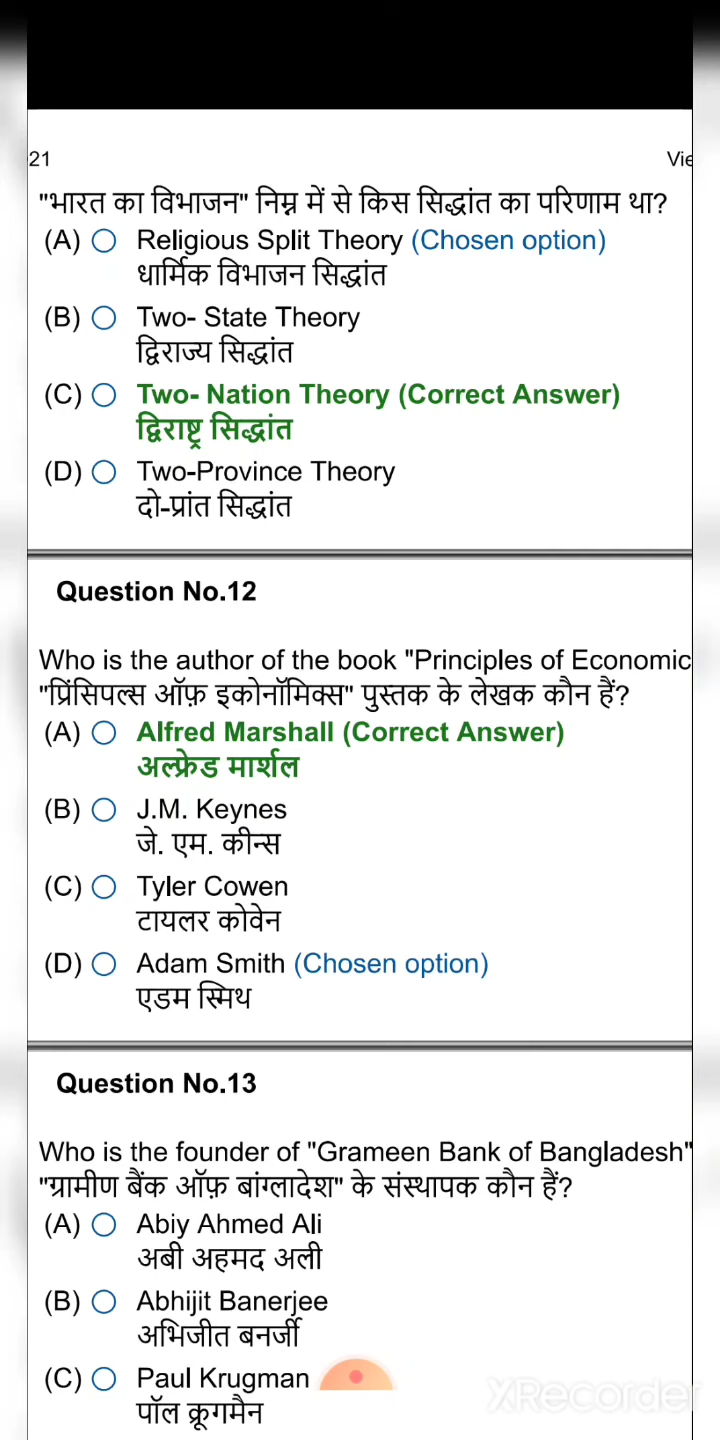 21
Vie
"भारत का विभाजन" निम्न में से किस सिद्धांत का परिणाम था?
(A) Religious Split Theory (Chosen option)
धार्मिक विभाजन सिद्धांत
(B) Two- State Theory
द्विराज्य सिद्धांत
(C) Two- Nation Theory (Correct Answer)
द्विराष्ट्र सिद्धांत
(D) Two-Province Theory
दो-प्रांत सिद्धांत
Question No.12
Who is the author of the book "Principles of Economic
"प्रिंसिपल्स ऑफ़ इकोनॉमिक्स" पुस्तक के लेखक कौन हैं?
(A) Alfred Marshall (Correct Answer)
अल्फ्रेड मार्शल
(B) J.M. Keynes
जे. एम. कीन्स
(C) Tyler Cowen
टायलर कोवेन
(D) Adam Smith (Chosen option)
एडम स्मिथ
Question No.13
Who is the founder of "Grameen Bank of Bangladesh"
"ग्रामीण बैंक ऑफ़ बांग्लादेश" के संस्थापक कौन हैं?
(A) Abiy Ahmed Ali
अबी अहमद अली
(B) Abhijit Banerjee
अभिजीत बनर्जी
(C) Paul Krugman
पॉल क्रूगमैन
XRecorder